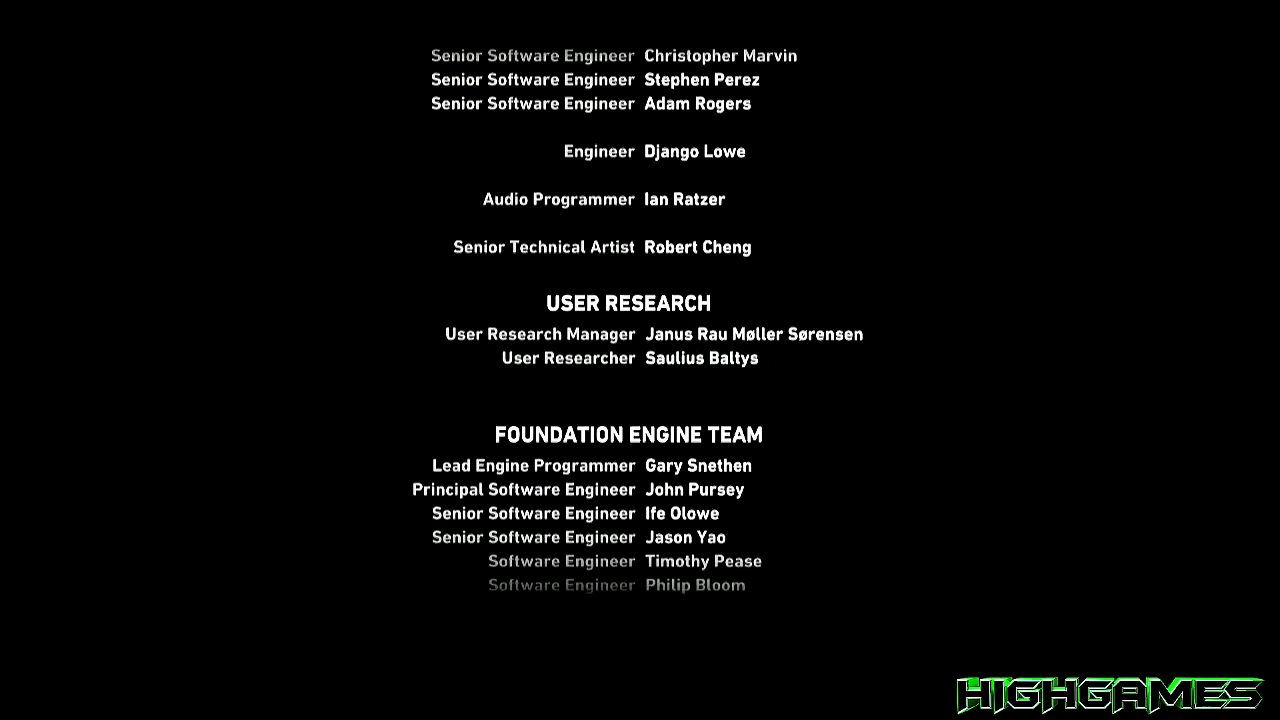 Senior Software Engineer Christopher Marvin
Senior Software Engineer Stephen Perez
Senior Software Engineer Adam Rogers
Engineer Django Lowe
Audio Programmer Ian Ratzer
Senior Technical Artist Robert Cheng
USER RESEARCH
User Research Manager Janus Rau Møller Sørensen
User Researcher Saulius Baltys
FOUNDATION ENGINE TEAM
Lead Engine Programmer Gary Snethen
Principal Software Engineer John Pursey
Senior Software Engineer Ife Olowe
Senior Software Engineer Jason Yao
Software Engineer Timothy Pease
Software Engineer Philip Bloom
HIGHGAMES